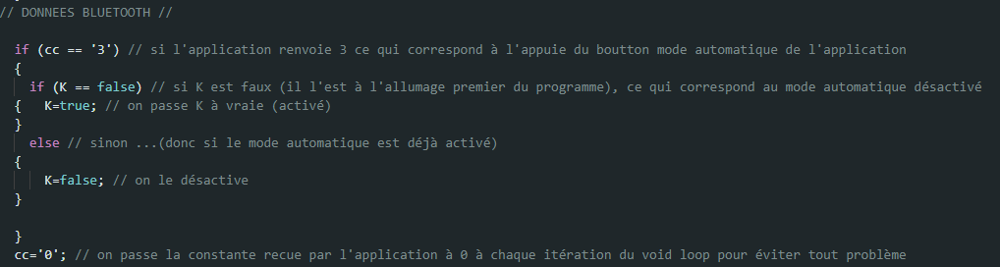 // DONNEES BLUETOOTH //
if (cc == '3') // si l'application renvoie 3 ce qui correspond à l'appuie du boutton mode automatique de l'application
{
if (K == false) // si K est faux (il l'est à l'allumage premier du programme), ce qui correspond au mode automatique désactivé
{ K=true; // on passe K à vraie (activé)
}
else // sinon ...(donc si le mode automatique est déjà activé)
{
K=false; // on le désactive
}
}
cc='0'; // on passe la constante recue par l'application à 0 à chaque itération du void loop pour éviter tout problème